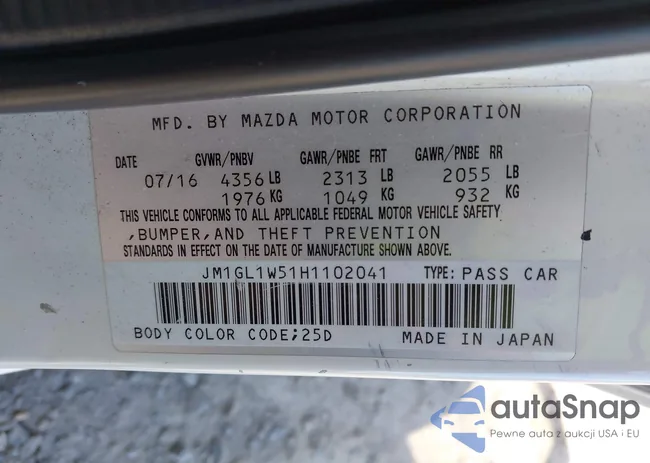 MFD. BY MAZDA MOTOR CORPORATION
DATE GVWR/PNBV GAWR/PNBE FRT GAWR/PNBE RR
07/16 4356 LB 2313 LB 2055 LB
1976 KG 1049 KG 932 KG
THIS VEHICLE CONFORMS TO ALL APPLICABLE FEDERAL MOTOR VEHICLE SAFETY
,BUMPER,AND THEFT PREVENTION
STANDARDS IN EFFECT ON THE DATE OF MANUFACTURE SHOWN ABOVE.
JM1GL1W51H1102041 TYPE: PASS CAR
BODY COLOR CODE;25D MADE IN JAPAN
autoSnap
Pewne auta z aukcji USA i EU